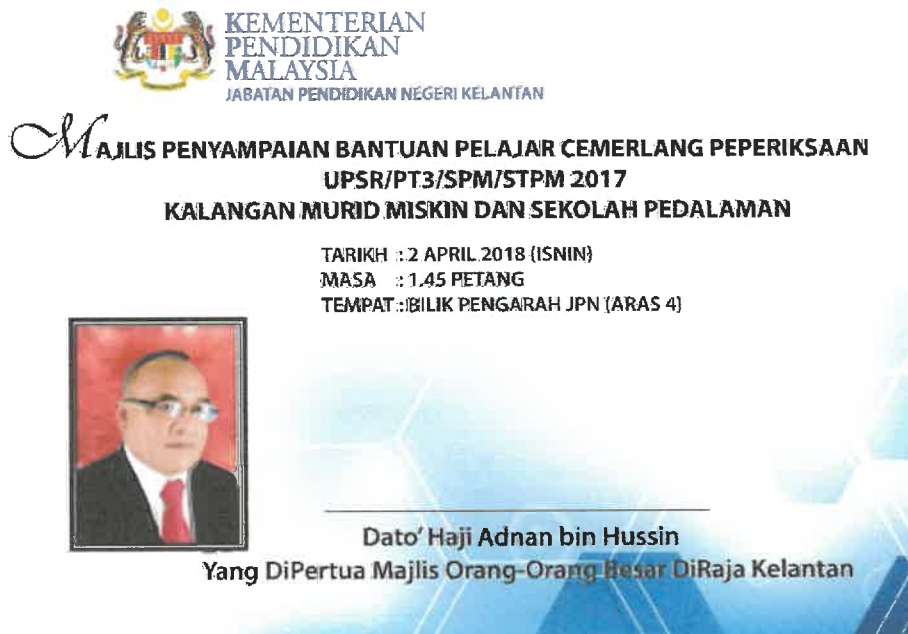 KEMENTERIAN
PENDIDIKAN
MALAYSIA
JABATAN PENDIDIKAN NEGERI KELANTAN
MAJLIS PENYAMPAIAN BANTUAN PELAJAR CEMERLANG PEPERIKSAAN
UPSR/PT3/SPM/STPM 2017
KALANGAN MURID MISKIN DAN SEKOLAH PEDALAMAN
TARIKH : 2 APRIL 2018 (ISNIN)
MASA : 1.45 PETANG
TEMPAT : BILIK PENGARAH JPN (ARAS 4)
Dato' Haji Adnan bin Hussin
Yang DiPertua Majlis Orang-Orang Besar DiRaja Kelantan